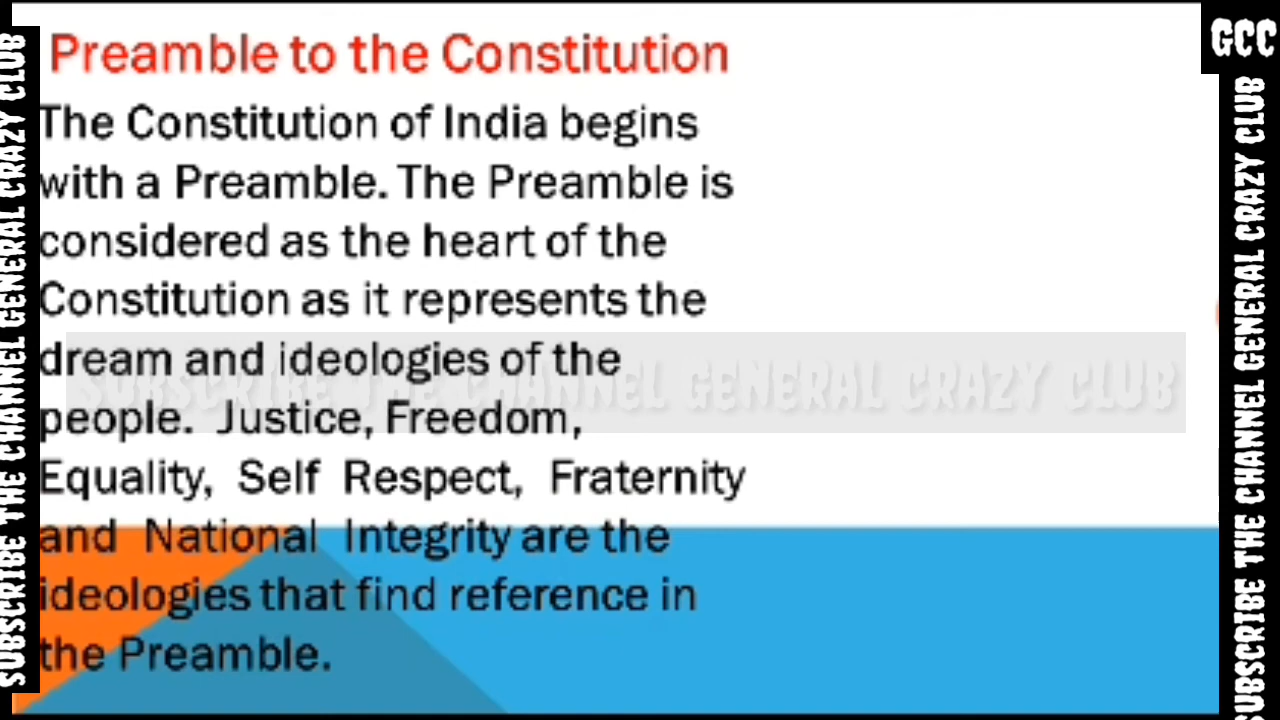 Preamble to the Constitution
The Constitution of India begins
with a Preamble. The Preamble is
considered as the heart of the
Constitution as it represents the
dream and ideologies of the
people. Justice, Freedom,
Equality, Self Respect, Fraternity
and National Integrity are the
ideologies that find reference in
the Preamble.
SUBSCRIBE THE CHANNEL GENERAL CRAZY CLUB
SUBSCRIBE THE CHANNEL GENERAL CRAZY CLUB
GCC
SUBSCRIBE THE CHANNEL GENERAL CRAZY CLUB